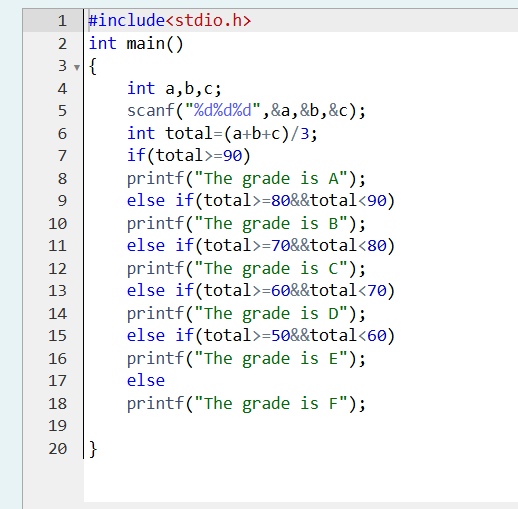 1 #include<stdio.h>
2 int main()
3 {
4 int a,b,c;
5 scanf("%d%d%d",&a,&b,&c);
6 int total=(a+b+c)/3;
7 if(total>=90)
8 printf("The grade is A");
9 else if(total>=80&&total<90)
10 printf("The grade is B");
11 else if(total>=70&&total<80)
12 printf("The grade is C");
13 else if(total>=60&&total<70)
14 printf("The grade is D");
15 else if(total>=50&&total<60)
16 printf("The grade is E");
17 else
18 printf("The grade is F");
19
20 }